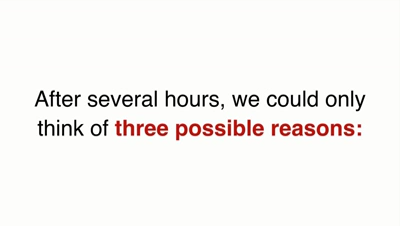 After several hours, we could only
think of three possible reasons: